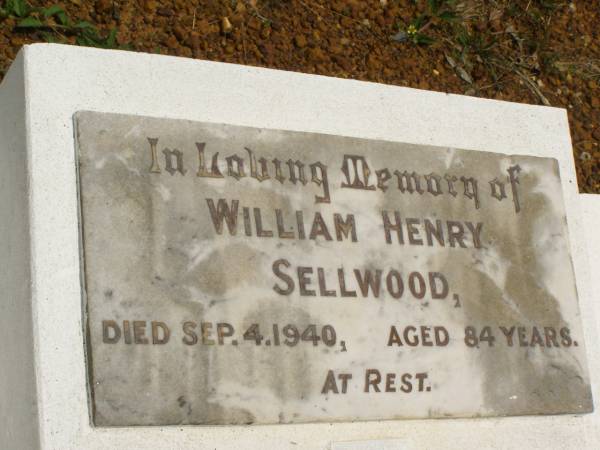 In Loving Memory of
WILLIAM HENRY
SELLWOOD,
DIED SEP. 4. 1940, AGED 84 YEARS.
AT REST.